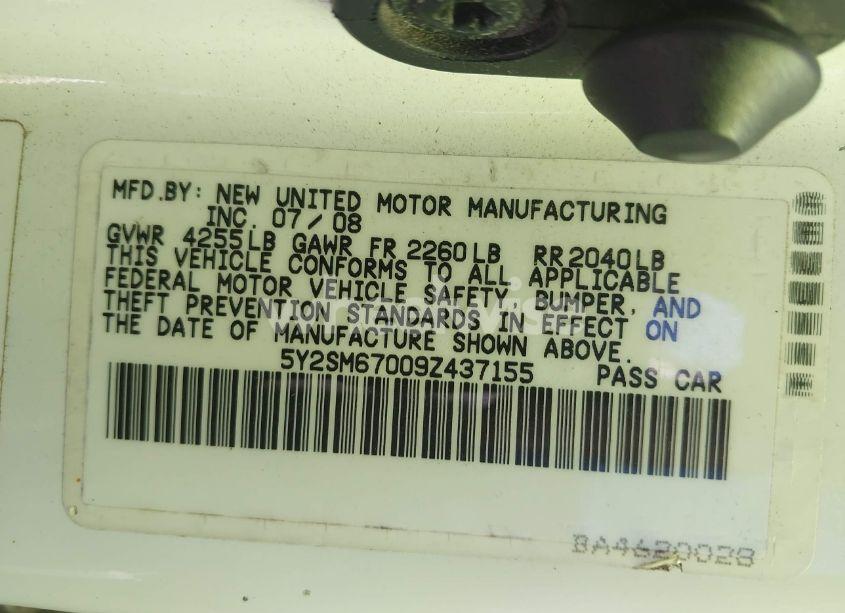 MFD.BY: NEW UNITED MOTOR MANUFACTURING
INC. 07/08
GVWR 4255LB GAWR FR 2260LB RR2040LB
THIS VEHICLE CONFORMS TO ALL APPLICABLE
FEDERAL MOTOR VEHICLE SAFETY, BUMPER, AND
THEFT PREVENTION STANDARDS IN EFFECT ON
THE DATE OF MANUFACTURE SHOWN ABOVE.
5Y2SM67009Z437155 PASS CAR
BA4620028